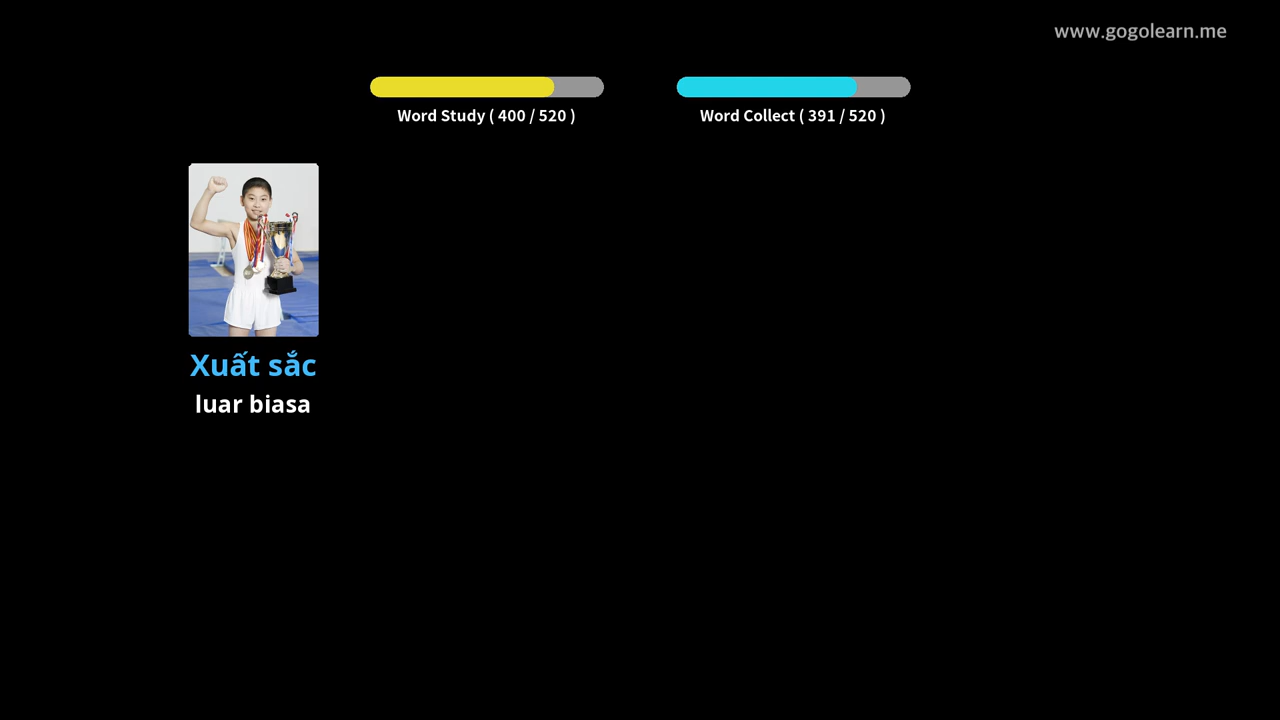 www.gogolearn.me
Word Study ( 400 / 520 )
Word Collect ( 391 / 520 )
Xuất sắc
luar biasa